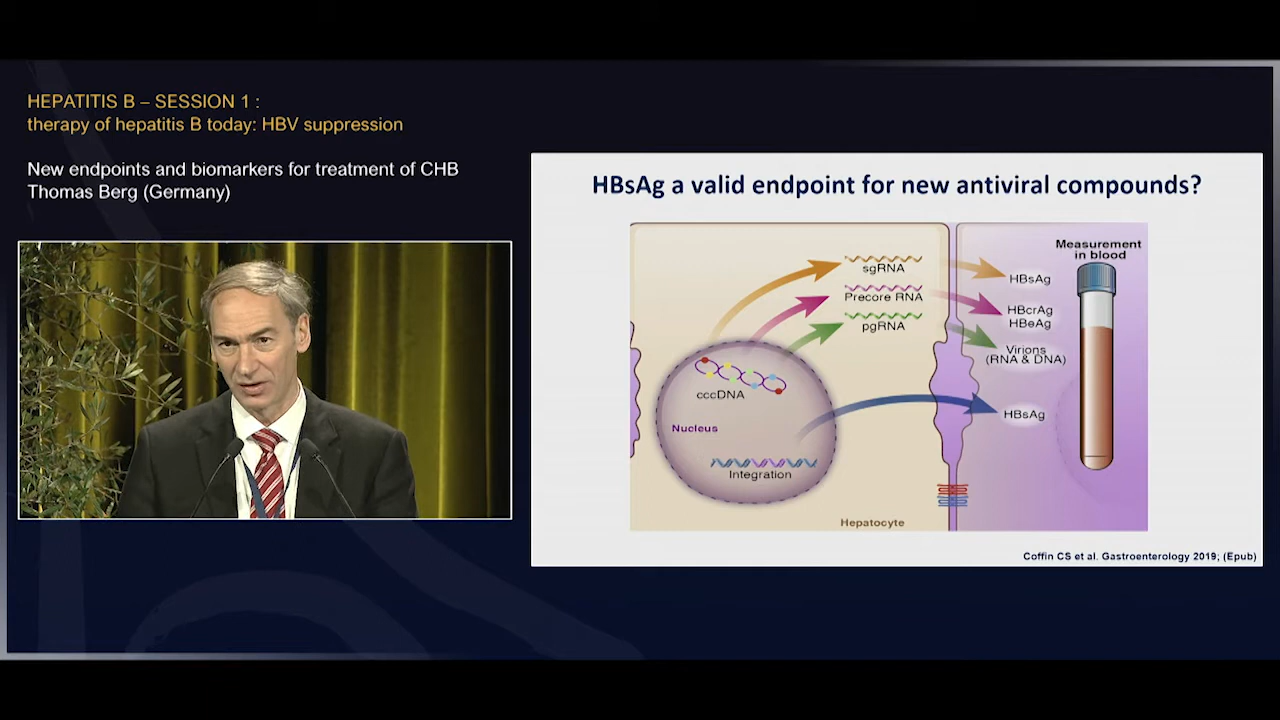 HEPATITIS B – SESSION 1 :
therapy of hepatitis B today: HBV suppression
New endpoints and biomarkers for treatment of CHB
Thomas Berg (Germany)
HBsAg a valid endpoint for new antiviral compounds?
Measurement
in blood
sgRNA
HBsAg
Precore RNA
HBcrAg
HBeAg
pgRNA
Virions
(RNA & DNA)
cccDNA
HBsAg
Nucleus
Integration
Hepatocyte
Coffin CS et al. Gastroenterology 2019; (Epub)